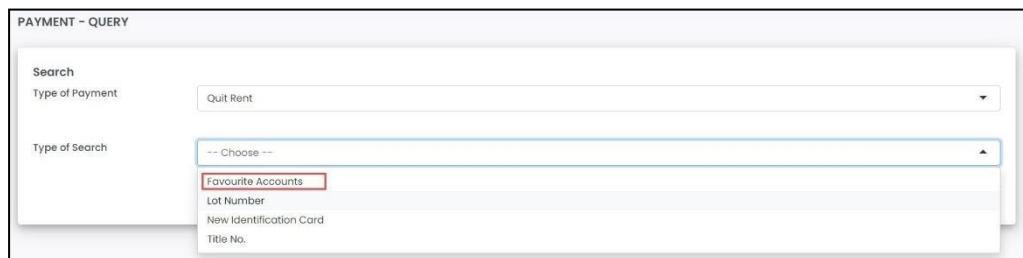 PAYMENT - QUERY
Search
Type of Payment
Quit Rent
Type of Search
-- Choose --
Favourite Accounts
Lot Number
New Identification Card
Title No.